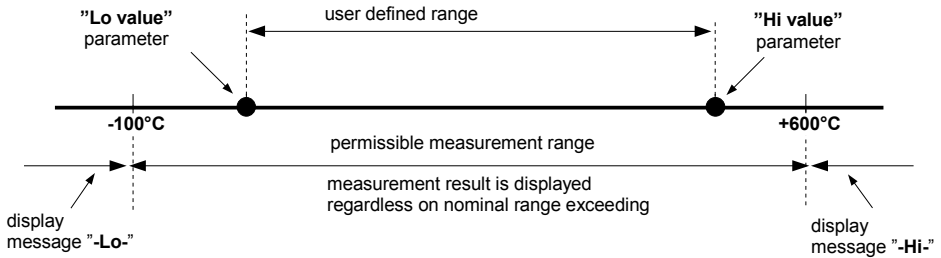 ”Lo value”
parameter
user defined range
”Hi value”
parameter
-100°C
+600°C
permissible measurement range
measurement result is displayed
regardless on nominal range exceeding
display
message ”-Lo-”
display
message ”-Hi-”